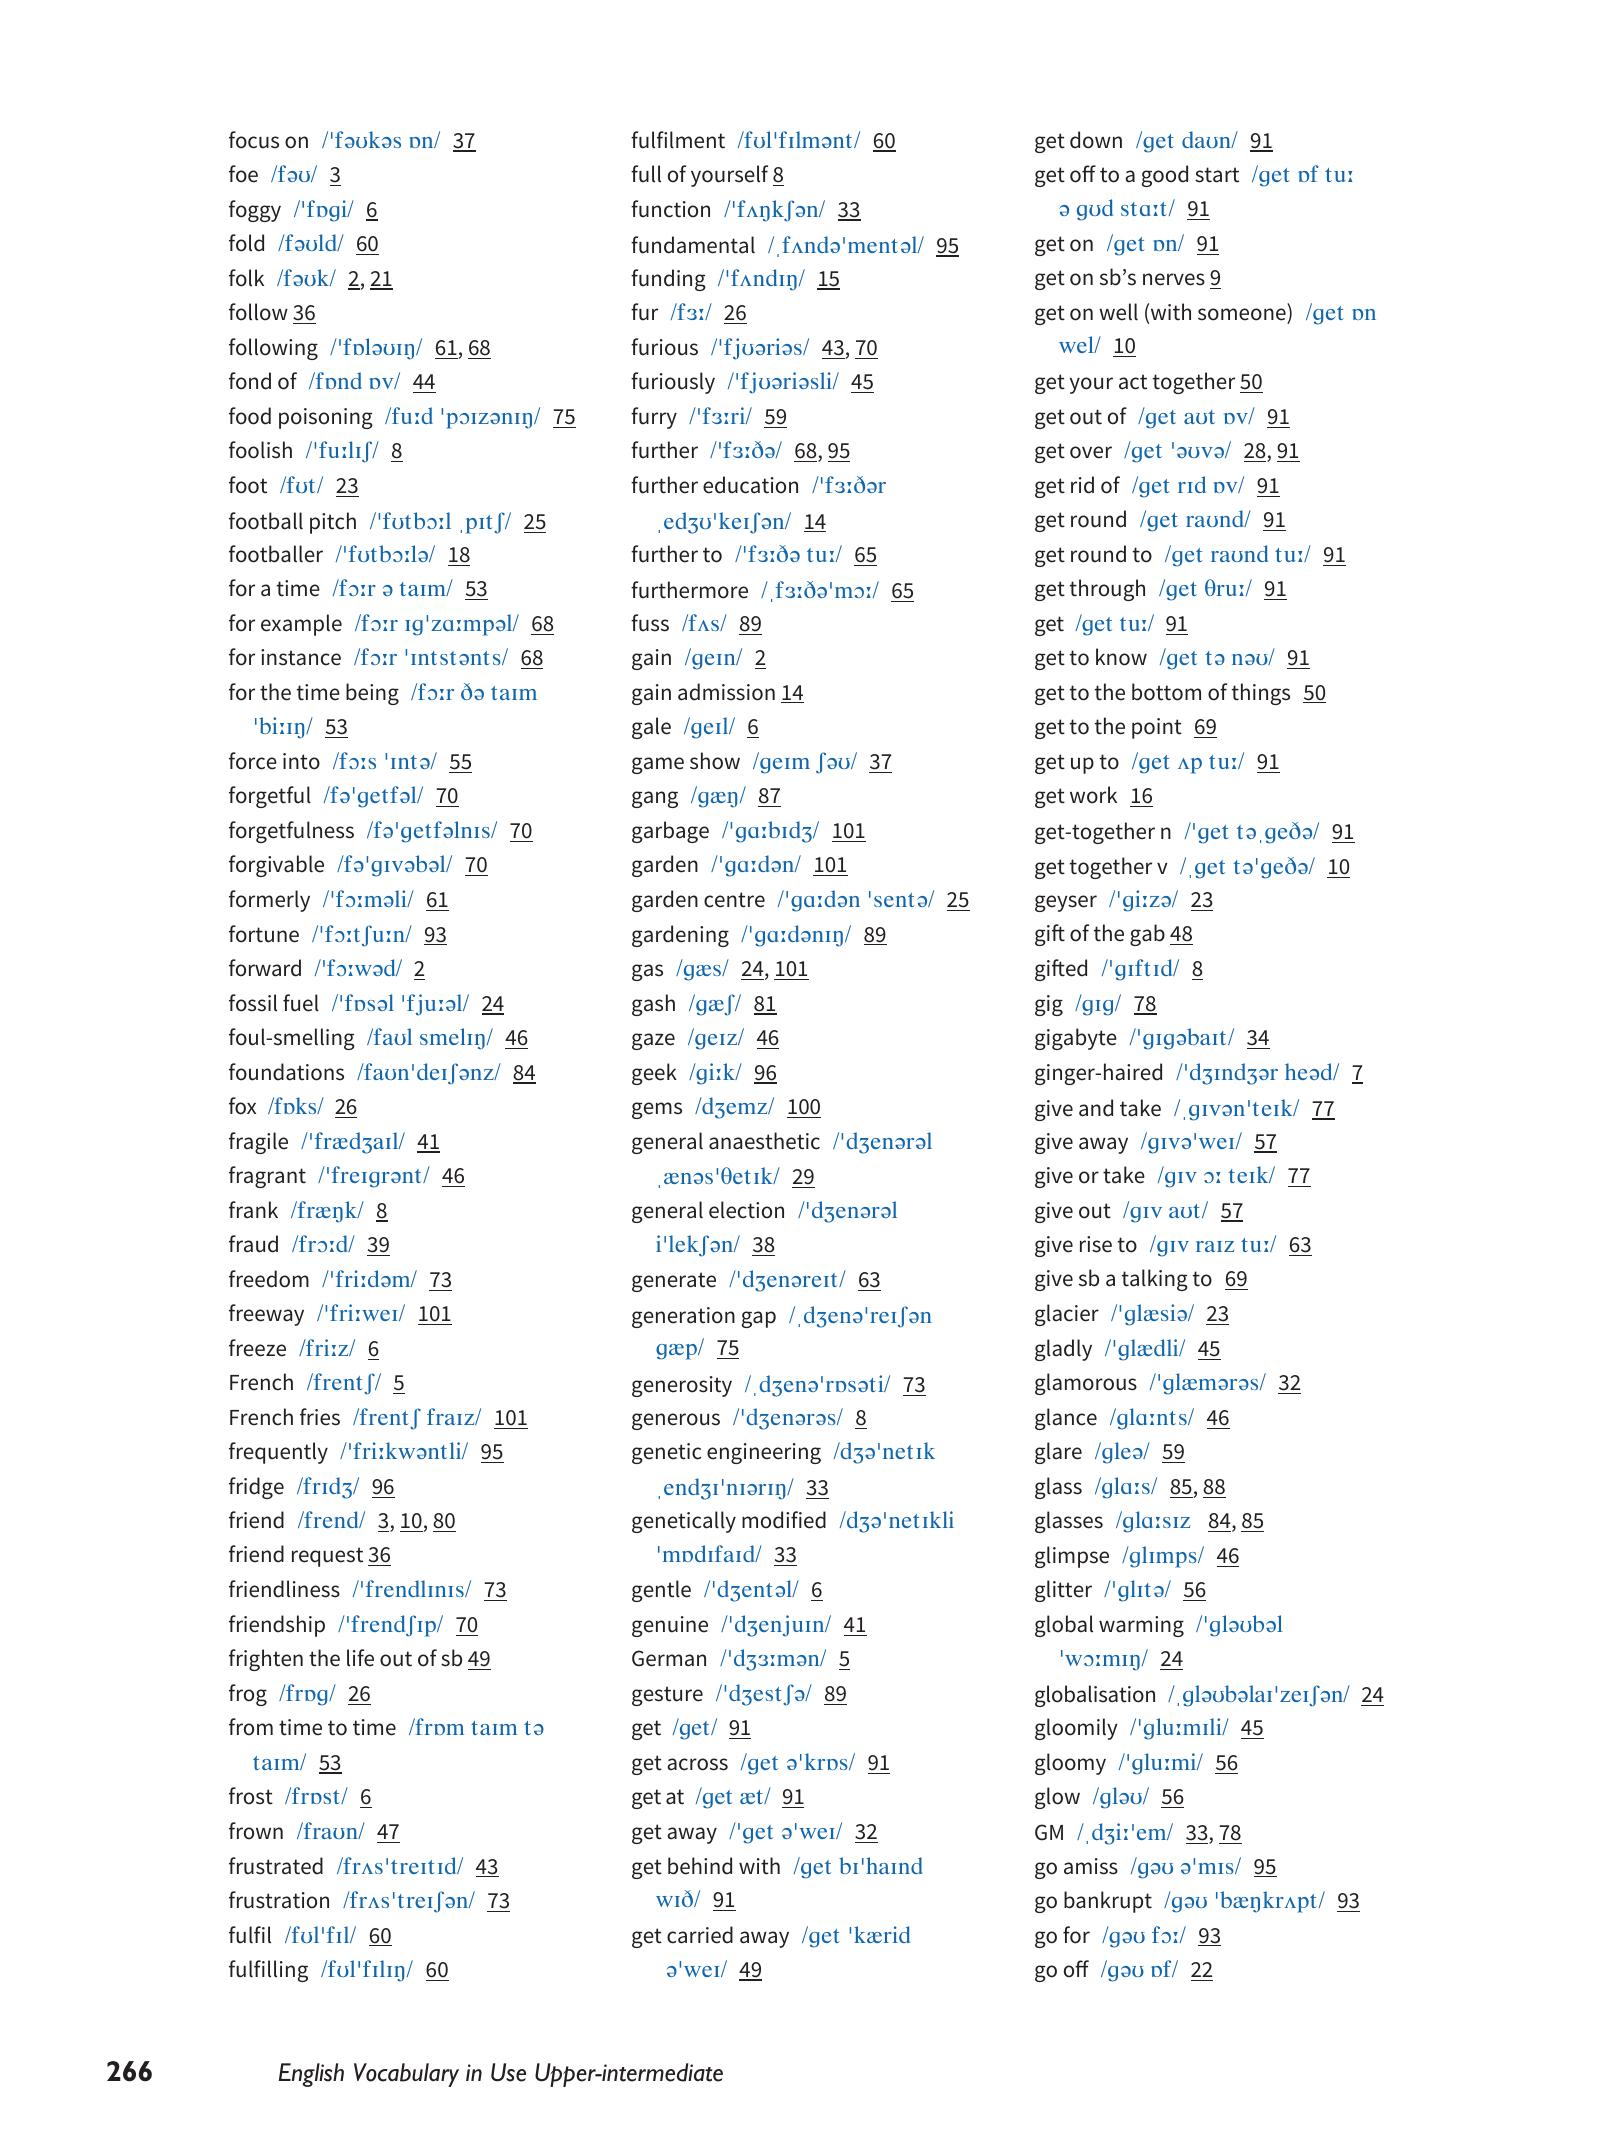 focus on /ˈfəʊkəs ɒn/ 37
foe /fəʊ/ 3
foggy /ˈfɒgi/ 6
fold /fəʊld/ 60
folk /fəʊk/ 2, 21
follow 36
following /ˈfɒləʊɪŋ/ 61, 68
fond of /fɒnd ɒv/ 44
food poisoning /fuːd ˈpɔɪzənɪŋ/ 75
foolish /ˈfuːlɪʃ/ 8
foot /fʊt/ 23
football pitch /ˈfʊtbɔːl ˌpɪtʃ/ 25
footballer /ˈfʊtbɔːlə/ 18
for a time /fɔːr ə taɪm/ 53
for example /fɔːr ɪgˈzɑːmpəl/ 68
for instance /fɔːr ˈɪntstənts/ 68
for the time being /fɔːr ðə taɪm
ˈbiːɪŋ/ 53
force into /fɔːs ˈɪntə/ 55
forgetful /fəˈgetfəl/ 70
forgetfulness /fəˈgetfəlnɪs/ 70
forgivable /fəˈgɪvəbəl/ 70
formerly /ˈfɔːməli/ 61
fortune /ˈfɔːtʃuːn/ 93
forward /ˈfɔːwəd/ 2
fossil fuel /ˈfɒsəl ˈfjuːəl/ 24
foul-smelling /faʊl smelɪŋ/ 46
foundations /faʊnˈdeɪʃənz/ 84
fox /fɒks/ 26
fragile /ˈfrædʒaɪl/ 41
fragrant /ˈfreɪgrənt/ 46
frank /fræŋk/ 8
fraud /frɔːd/ 39
freedom /ˈfriːdəm/ 73
freeway /ˈfriːweɪ/ 101
freeze /friːz/ 6
French /frentʃ/ 5
French fries /frentʃ fraɪz/ 101
frequently /ˈfriːkwəntli/ 95
fridge /frɪdʒ/ 96
friend /frend/ 3, 10, 80
friend request 36
friendliness /ˈfrendlɪnɪs/ 73
friendship /ˈfrendʃɪp/ 70
frighten the life out of sb 49
frog /frɒg/ 26
from time to time /frɒm taɪm tə
taɪm/ 53
frost /frɒst/ 6
frown /fraʊn/ 47
frustrated /frʌsˈtreɪtɪd/ 43
frustration /frʌsˈtreɪʃən/ 73
fulfil /fʊlˈfɪl/ 60
fulfilling /fʊlˈfɪlɪŋ/ 60
fulfilment /fʊlˈfɪlmənt/ 60
full of yourself 8
function /ˈfʌŋkʃən/ 33
fundamental /ˌfʌndəˈmentəl/ 95
funding /ˈfʌndɪŋ/ 15
fur /fɜː/ 26
furious /ˈfjʊəriəs/ 43, 70
furiously /ˈfjʊəriəsli/ 45
furry /ˈfɜːri/ 59
further /ˈfɜːðə/ 68, 95
further education /ˈfɜːðər
ˌedʒʊˈkeɪʃən/ 14
further to /ˈfɜːðə tuː/ 65
furthermore /ˌfɜːðəˈmɔː/ 65
fuss /fʌs/ 89
gain /geɪn/ 2
gain admission 14
gale /geɪl/ 6
game show /geɪm ʃəʊ/ 37
gang /gæŋ/ 87
garbage /ˈgɑːbɪdʒ/ 101
garden /ˈgɑːdən/ 101
garden centre /ˈgɑːdən ˈsentə/ 25
gardening /ˈgɑːdənɪŋ/ 89
gas /gæs/ 24, 101
gash /gæʃ/ 81
gaze /geɪz/ 46
geek /giːk/ 96
gems /dʒemz/ 100
general anaesthetic /ˈdʒenərəl
ˌænəsˈθetɪk/ 29
general election /ˈdʒenərəl
iˈlekʃən/ 38
generate /ˈdʒenəreɪt/ 63
generation gap /ˌdʒenəˈreɪʃən
gæp/ 75
generosity /ˌdʒenəˈrɒsəti/ 73
generous /ˈdʒenərəs/ 8
genetic engineering /dʒəˈnetɪk
ˌendʒɪˈnɪərɪŋ/ 33
genetically modified /dʒəˈnetɪkli
ˈmɒdɪfaɪd/ 33
gentle /ˈdʒentəl/ 6
genuine /ˈdʒenjuɪn/ 41
German /ˈdʒɜːmən/ 5
gesture /ˈdʒestʃə/ 89
get /get/ 91
get across /get əˈkrɒs/ 91
get at /get æt/ 91
get away /ˈget əˈweɪ/ 32
get behind with /get bɪˈhaɪnd
wɪð/ 91
get carried away /get ˈkærid
əˈweɪ/ 49
get down /get daʊn/ 91
get off to a good start /get ɒf tuː
ə gʊd stɑːt/ 91
get on /get ɒn/ 91
get on sb’s nerves 9
get on well (with someone) /get ɒn
wel/ 10
get your act together 50
get out of /get aʊt ɒv/ 91
get over /get ˈəʊvə/ 28, 91
get rid of /get rɪd ɒv/ 91
get round /get raʊnd/ 91
get round to /get raʊnd tuː/ 91
get through /get θruː/ 91
get /get tuː/ 91
get to know /get tə nəʊ/ 91
get to the bottom of things 50
get to the point 69
get up to /get ʌp tuː/ 91
get work 16
get-together n /ˈget təˌgeðə/ 91
get together v /ˌget təˈgeðə/ 10
geyser /ˈgiːzə/ 23
gift of the gab 48
gifted /ˈgɪftɪd/ 8
gig /gɪg/ 78
gigabyte /ˈgɪgəbaɪt/ 34
ginger-haired /ˈdʒɪndʒər heəd/ 7
give and take /ˌgɪvənˈteɪk/ 77
give away /gɪvəˈweɪ/ 57
give or take /gɪv ɔː teɪk/ 77
give out /gɪv aʊt/ 57
give rise to /gɪv raɪz tuː/ 63
give sb a talking to 69
glacier /ˈglæsiə/ 23
gladly /ˈglædli/ 45
glamorous /ˈglæmərəs/ 32
glance /glɑːnts/ 46
glare /gleə/ 59
glass /glɑːs/ 85, 88
glasses /glɑːsɪz 84, 85
glimpse /glɪmps/ 46
glitter /ˈglɪtə/ 56
global warming /ˈgləʊbəl
ˈwɔːmɪŋ/ 24
globalisation /ˌgləʊbəlaɪˈzeɪʃən/ 24
gloomily /ˈgluːmɪli/ 45
gloomy /ˈgluːmi/ 56
glow /gləʊ/ 56
GM /ˌdʒiːˈem/ 33, 78
go amiss /gəʊ əˈmɪs/ 95
go bankrupt /gəʊ ˈbæŋkrʌpt/ 93
go for /gəʊ fɔː/ 93
go off /gəʊ ɒf/ 22
266 English Vocabulary in Use Upper-intermediate